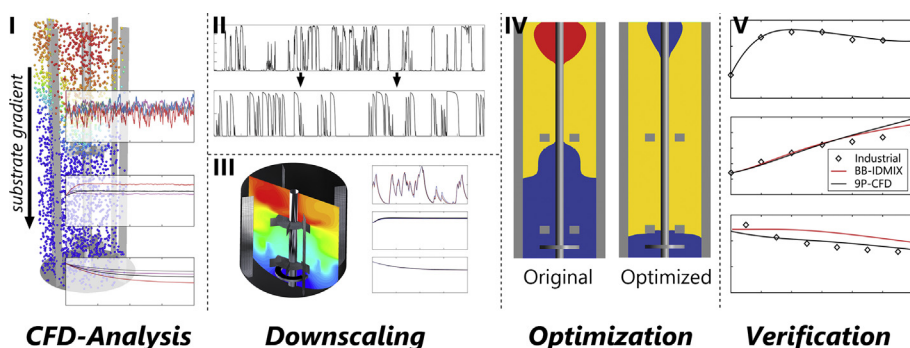 I
substrate gradient
CFD-Analysis
II
III
Downscaling
IV
Original
Optimized
Optimization
V
Industrial
BB-IDMIX
9P-CFD
Verification